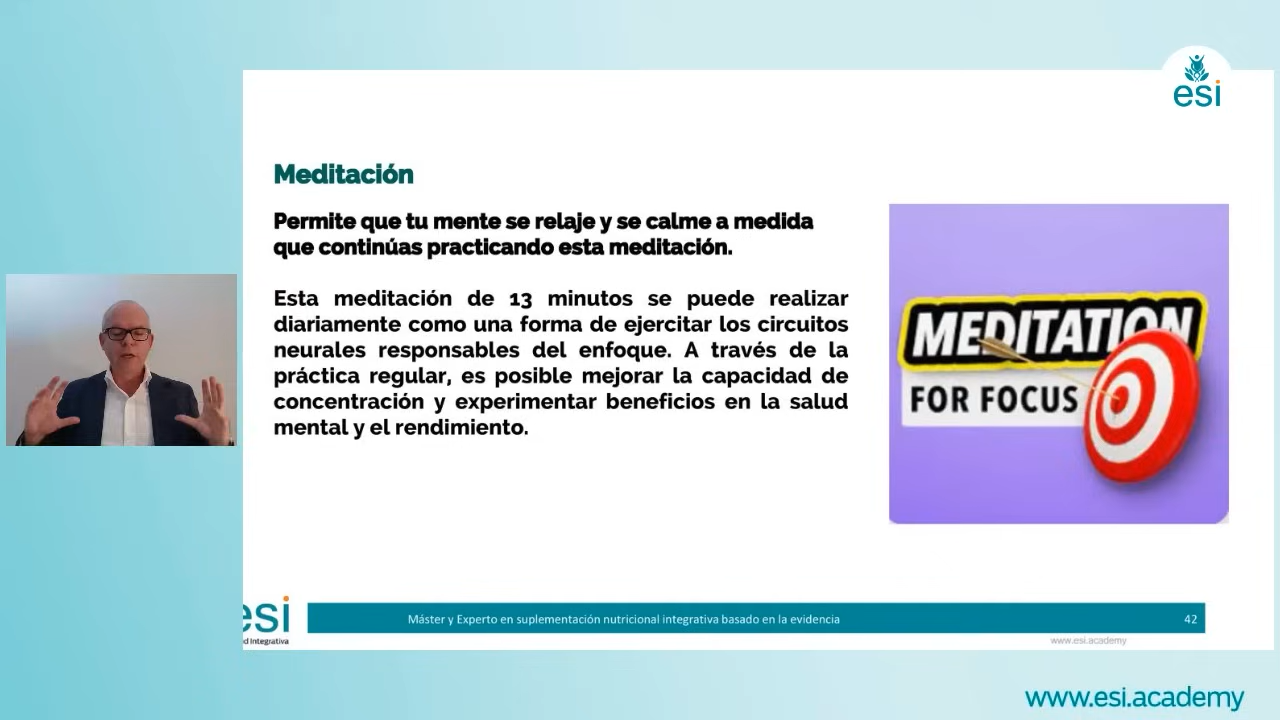 esi
Meditación
Permite que tu mente se relaje y se calme a medida
que continúas practicando esta meditación.
Esta meditación de 13 minutos se puede realizar
diariamente como una forma de ejercitar los circuitos
neurales responsables del enfoque. A través de la
práctica regular, es posible mejorar la capacidad de
concentración y experimentar beneficios en la salud
mental y el rendimiento.
MEDITATION
FOR FOCUS
esi
d Integrativa
Máster y Experto en suplementación nutricional integrativa basado en la evidencia
42
www.esi.academy
www.esi.academy